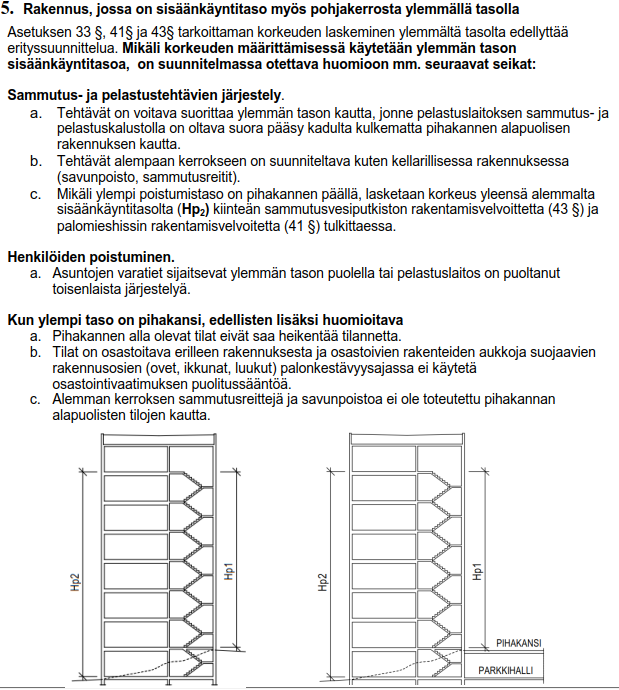 5. Rakennus, jossa on sisäänkäyntitaso myös pohjakerrosta ylemmällä tasolla
Asetuksen 33 §, 41§ ja 43§ tarkoittaman korkeuden laskeminen ylemmältä tasolta edellyttää
erityssuunnittelua. Mikäli korkeuden määrittämisessä käytetään ylemmän tason
sisäänkäyntitasoa, on suunnitelmassa otettava huomioon mm. seuraavat seikat:
Sammutus- ja pelastustehtävien järjestely.
a. Tehtävät on voitava suorittaa ylemmän tason kautta, jonne pelastuslaitoksen sammutus- ja
pelastuskalustolla on oltava suora pääsy kadulta kulkematta pihakannen alapuolisen
rakennuksen kautta.
b. Tehtävät alempaan kerrokseen on suunniteltava kuten kellarillisessa rakennuksessa
(savunpoisto, sammutusreitit).
c. Mikäli ylempi poistumistaso on pihakannen päällä, lasketaan korkeus yleensä alemmalta
sisäänkäyntitasolta (Hp2) kiinteän sammutusvesiputkiston rakentamisvelvoittetta (43 §) ja
palomieshissin rakentamisvelvoitetta (41 §) tulkittaessa.
Henkilöiden poistuminen.
a. Asuntojen varatiet sijaitsevat ylemmän tason puolella tai pelastuslaitos on puoltanut
toisenlaista järjestelyä.
Kun ylempi taso on pihakansi, edellisten lisäksi huomioitava
a. Pihakannen alla olevat tilat eivät saa heikentää tilannetta.
b. Tilat on osastoitava erilleen rakennuksesta ja osastoivien rakenteiden aukkoja suojaavien
rakennusosien (ovet, ikkunat, luukut) palonkestävyysajassa ei käytetä
osastointivaatimuksen puolitussääntöä.
c. Alemman kerroksen sammutusreittejä ja savunpoistoa ei ole toteutettu pihakannan
alapuolisten tilojen kautta.
Hp2
Hp1
Hp2
Hp1
PIHAKANSI
PARKKIHALLI